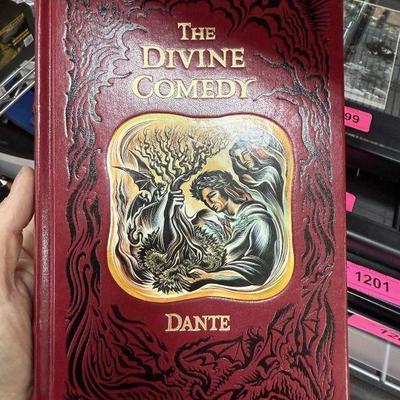 THE
DIVINE
COMEDY
99
DANTE
1201